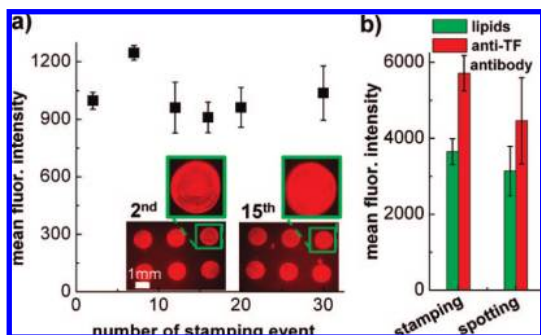 a)
mean fluor. intensity
1200
900
600
300
0
2nd
15th
1mm
0
10
20
30
number of stamping event
b)
lipids
anti-TF
antibody
mean fluor. intensity
6000
4000
2000
0
stamping
spotting